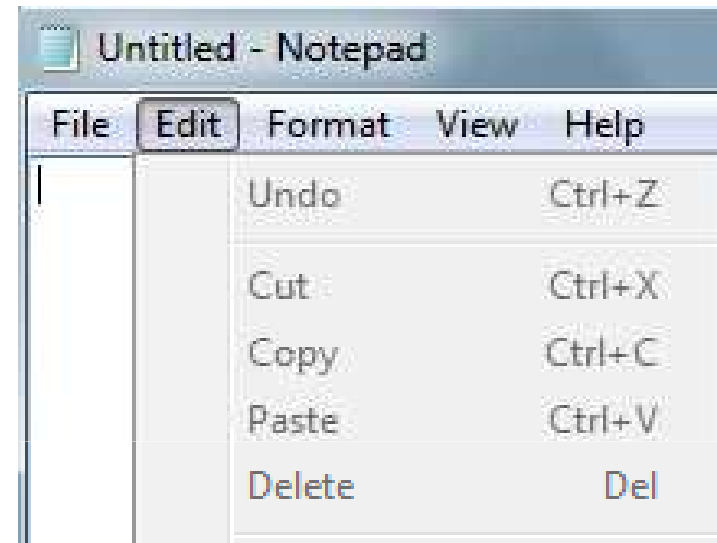 Untitled - Notepad
File Edit Format View Help
Undo Ctrl+Z
Cut Ctrl+X
Copy Ctrl+C
Paste Ctrl+V
Delete Del